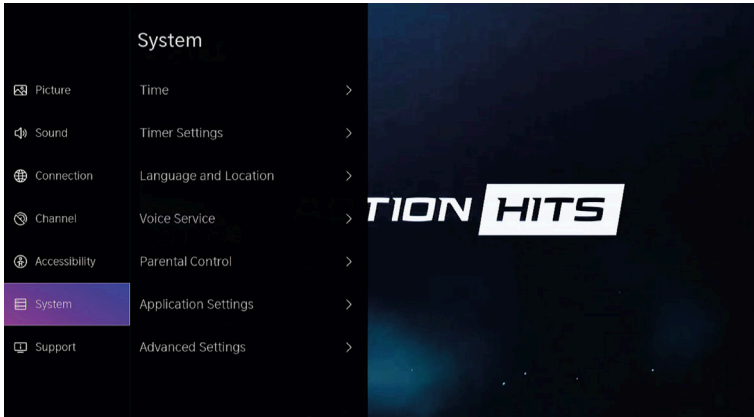 System
Picture
Sound
Connection
Channel
Accessibility
System
Support
Time
Timer Settings
Language and Location
Voice Service
Parental Control
Application Settings
Advanced Settings
TION HITS